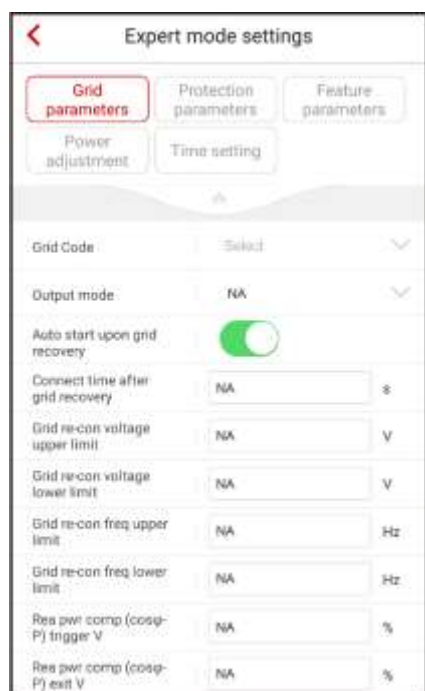 Expert mode settings
Grid
parameters
Protection
parameters
Feature
parameters
Power
adjustment
Time setting
Grid Code
Select
Output mode
NA
Auto start upon grid
recovery
Connect time after
grid recovery
NA
s
Grid re-con voltage
upper limit
NA
V
Grid re-con voltage
lower limit
NA
V
Grid re-con freq upper
limit
NA
Hz
Grid re-con freq lower
limit
NA
Hz
Rea pwr comp (cosφ-
P) trigger V
NA
%
Rea pwr comp (cosφ-
P) exit V
NA
%